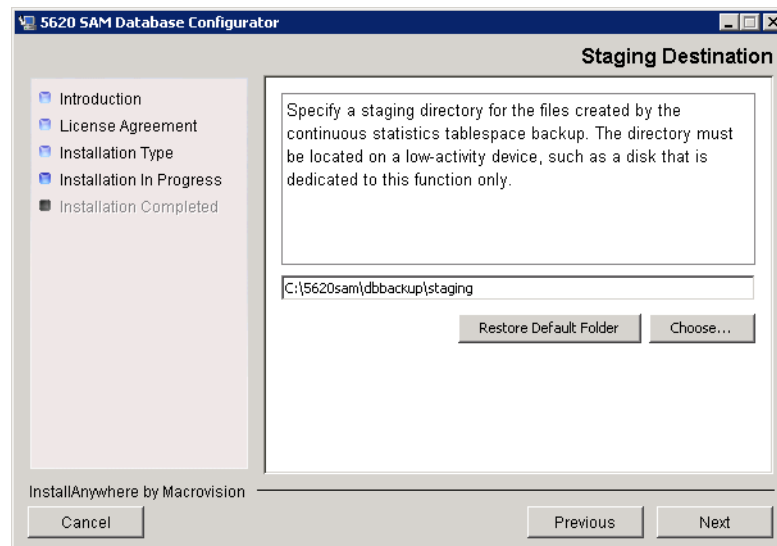 5620 SAM Database Configurator
Staging Destination
Introduction
License Agreement
Installation Type
Installation In Progress
Installation Completed
Specify a staging directory for the files created by the
continuous statistics tablespace backup. The directory must
be located on a low-activity device, such as a disk that is
dedicated to this function only.
C:\5620sam\dbbackup\staging
Restore Default Folder
Choose...
InstallAnywhere by Macrovision
Cancel
Previous
Next